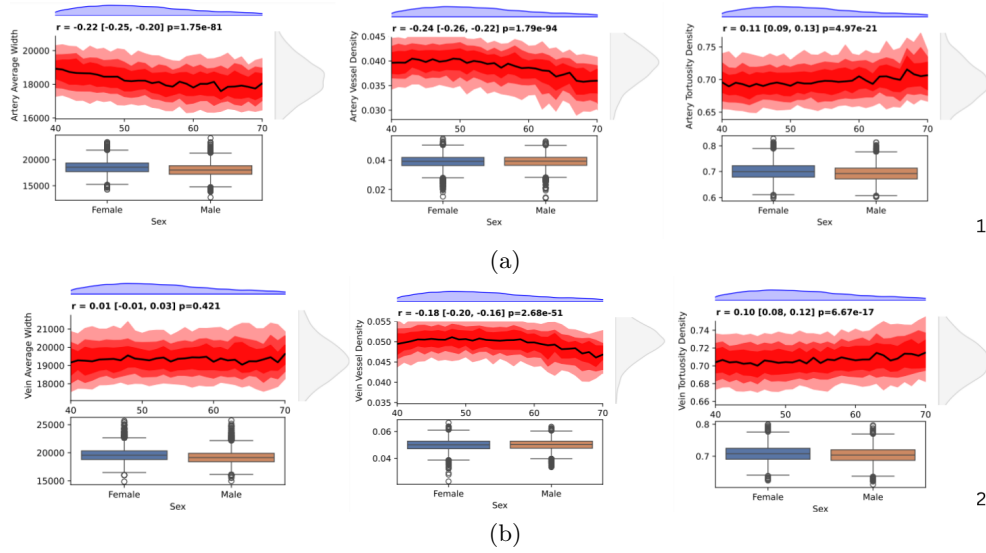 r = -0.22 [-0.25, -0.20] p=1.75e-81
Artery Average Width
20000
18000
16000
40 50 60 70
20000
15000
Female Male
Sex
r = -0.24 [-0.26, -0.22] p=1.79e-94
Artery Vessel Density
0.045
0.040
0.035
0.030
40 50 60 70
0.04
0.02
Female Male
Sex
r = 0.11 [0.09, 0.13] p=4.97e-21
Artery Tortuosity Density
0.75
0.70
0.65
40 50 60 70
0.8
0.7
0.6
Female Male
Sex
1
(a)
r = 0.01 [-0.01, 0.03] p=0.421
Vein Average Width
21000
20000
19000
18000
40 50 60 70
25000
20000
15000
Female Male
Sex
r = -0.18 [-0.20, -0.16] p=2.68e-51
Vein Vessel Density
0.055
0.050
0.045
0.040
0.035
40 50 60 70
0.06
0.04
Female Male
Sex
r = 0.10 [0.08, 0.12] p=6.67e-17
Vein Tortuosity Density
0.74
0.72
0.70
0.68
0.66
40 50 60 70
0.8
0.7
Female Male
Sex
2
(b)